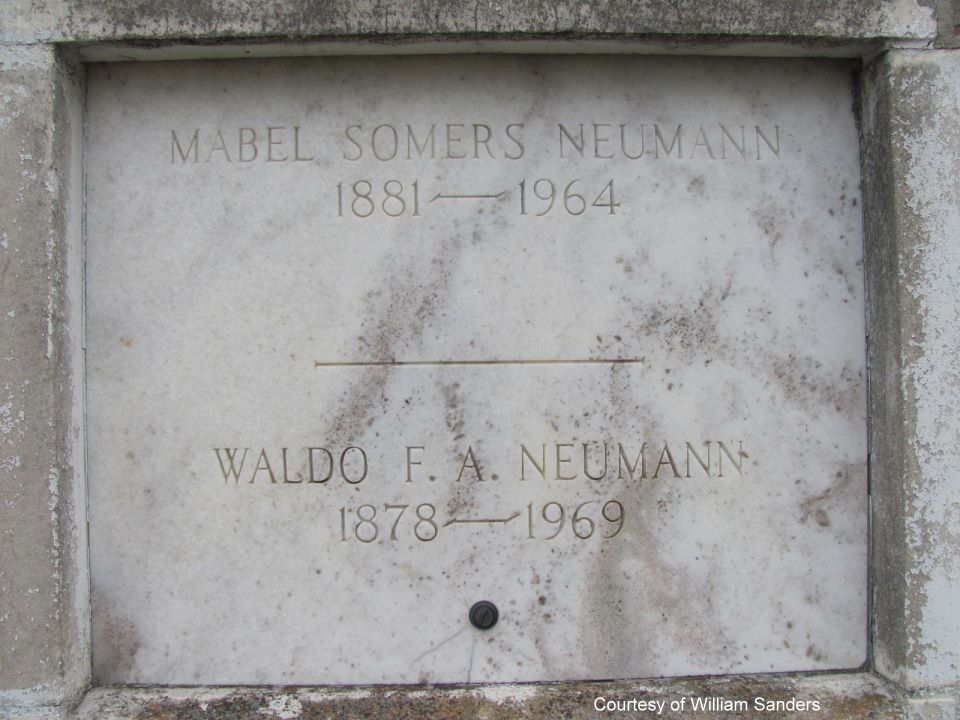 MABEL SOMERS NEUMANN
1881—1964
WALDO F. A. NEUMANN
1878—1969
Courtesy of William Sanders